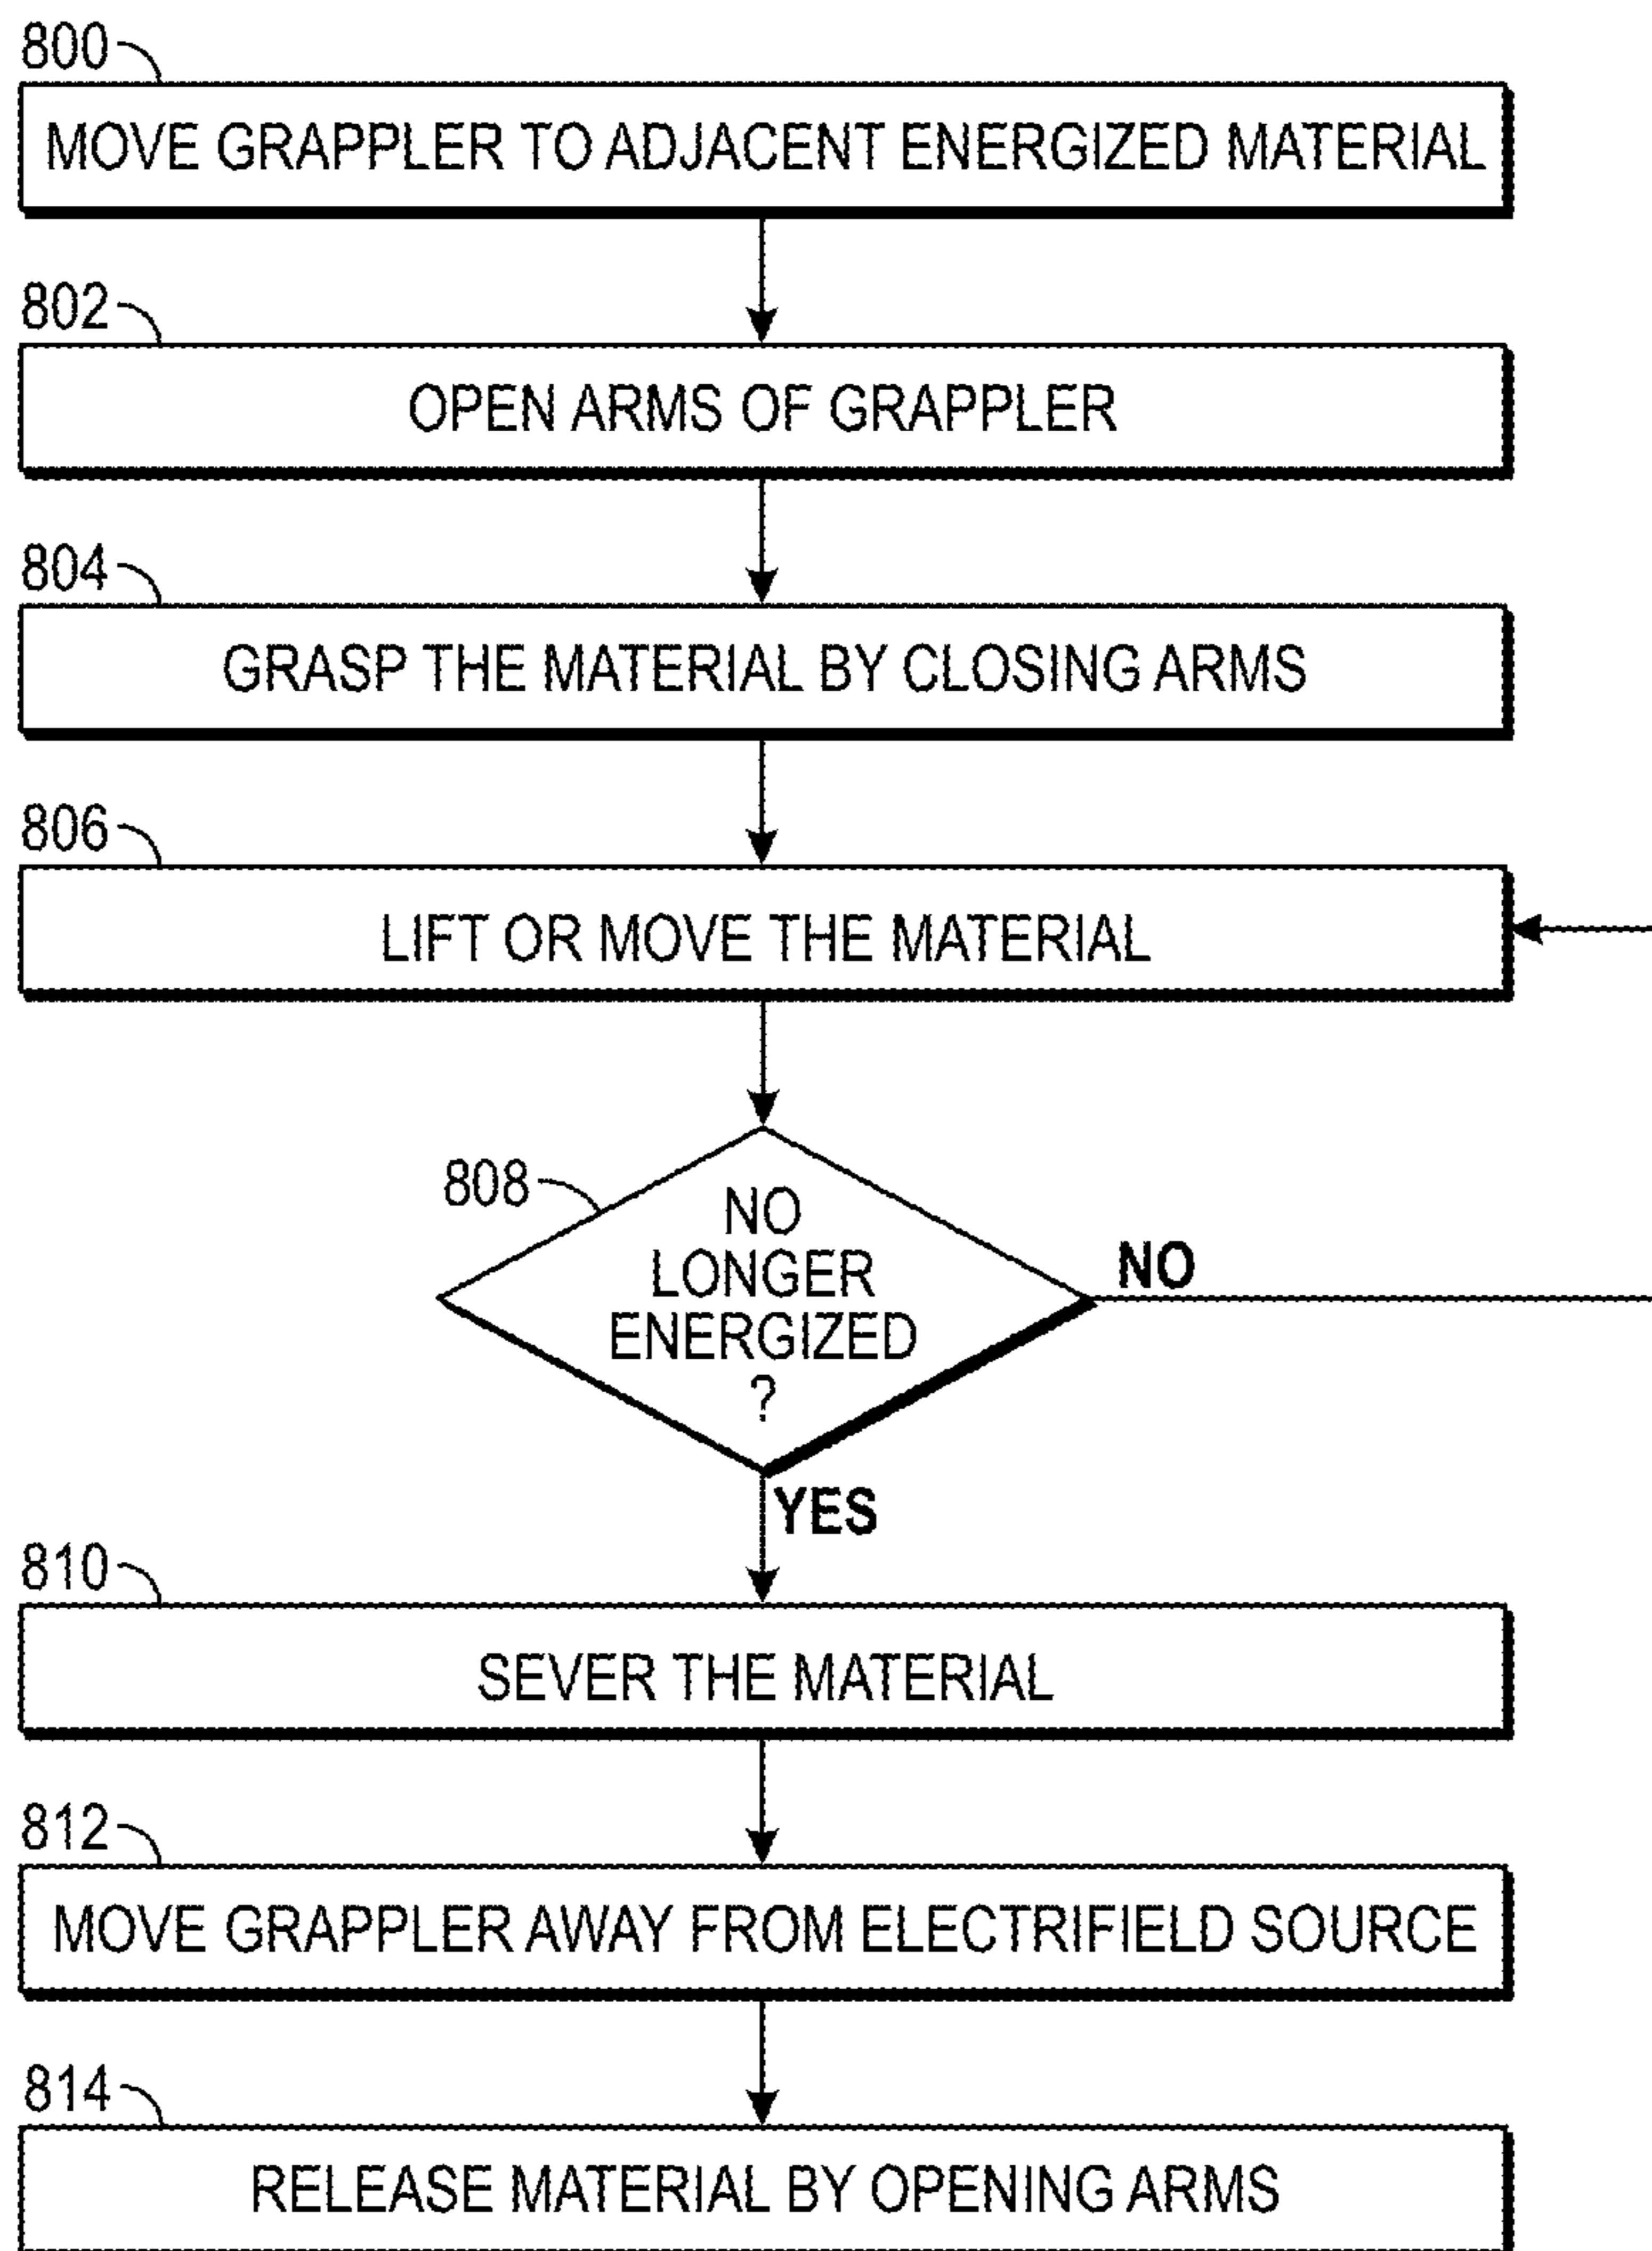 800
MOVE GRAPPLER TO ADJACENT ENERGIZED MATERIAL
802
OPEN ARMS OF GRAPPLER
804
GRASP THE MATERIAL BY CLOSING ARMS
806
LIFT OR MOVE THE MATERIAL
808
NO
LONGER
ENERGIZED
?
NO
YES
810
SEVER THE MATERIAL
812
MOVE GRAPPLER AWAY FROM ELECTRIFIELD SOURCE
814
RELEASE MATERIAL BY OPENING ARMS